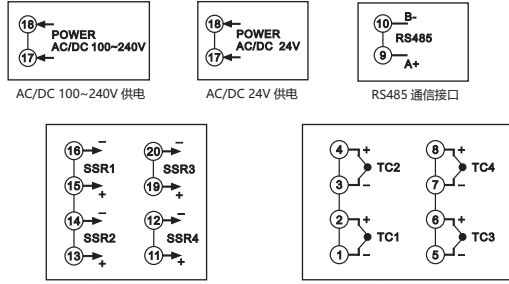 18
POWER
AC/DC 100~240V
17
AC/DC 100~240V 供电
18
POWER
AC/DC 24V
17
AC/DC 24V 供电
10 B-
RS485
9 A+
RS485 通信接口
16 −
SSR1
15 +
14 −
SSR2
13 +
20 −
SSR3
19 +
12 −
SSR4
11 +
4 +
TC2
3 −
2 +
TC1
1 −
8 +
TC4
7 −
6 +
TC3
5 −